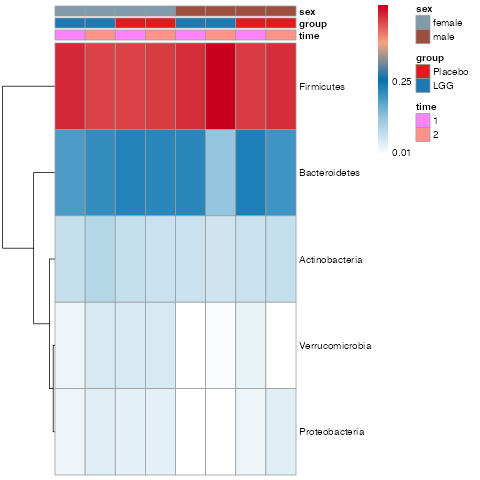 sex
group
time
Firmicutes
Bacteroidetes
Actinobacteria
Verrucomicrobia
Proteobacteria
0.25
0.01
sex
female
male
group
Placebo
LGG
time
1
2